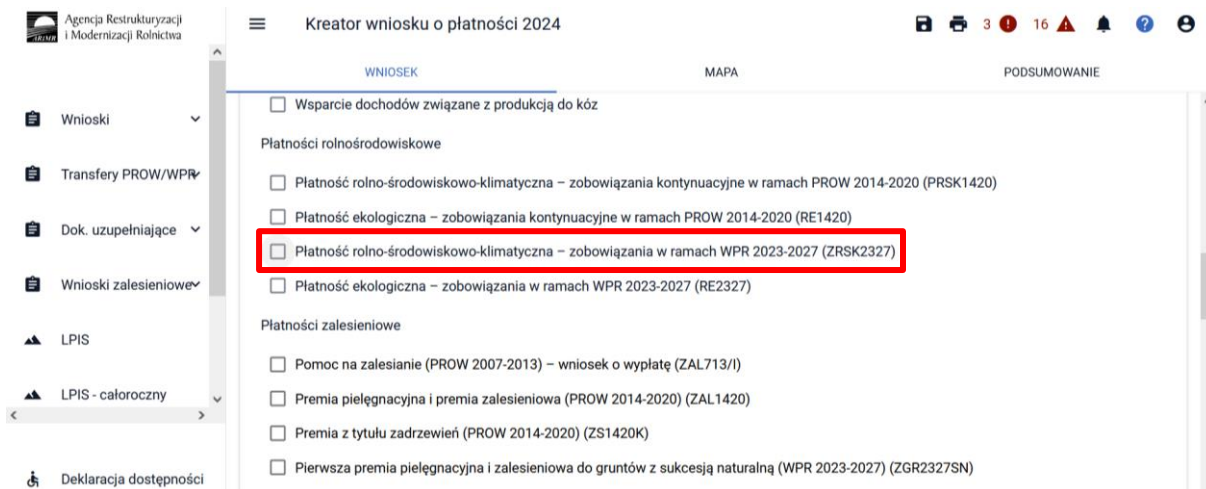 Agencja Restrukturyzacji
i Modernizacji Rolnictwa
ARiMR
Kreator wniosku o płatności 2024
3
16
WNIOSEK
MAPA
PODSUMOWANIE
Wnioski
Transfery PROW/WPR
Dok. uzupełniające
Wnioski zalesieniowe
LPIS
LPIS - całoroczny
Deklaracja dostępności
Wsparcie dochodów związane z produkcją do kóz
Płatności rolnośrodowiskowe
Płatność rolno-środowiskowo-klimatyczna – zobowiązania kontynuacyjne w ramach PROW 2014-2020 (PRSK1420)
Płatność ekologiczna – zobowiązania kontynuacyjne w ramach PROW 2014-2020 (RE1420)
Płatność rolno-środowiskowo-klimatyczna – zobowiązania w ramach WPR 2023-2027 (ZRSK2327)
Płatność ekologiczna – zobowiązania w ramach WPR 2023-2027 (RE2327)
Płatności zalesieniowe
Pomoc na zalesianie (PROW 2007-2013) – wniosek o wypłatę (ZAL713/I)
Premia pielęgnacyjna i premia zalesieniowa (PROW 2014-2020) (ZAL1420)
Premia z tytułu zadrzewień (PROW 2014-2020) (ZS1420K)
Pierwsza premia pielęgnacyjna i zalesieniowa do gruntów z sukcesją naturalną (WPR 2023-2027) (ZGR2327SN)